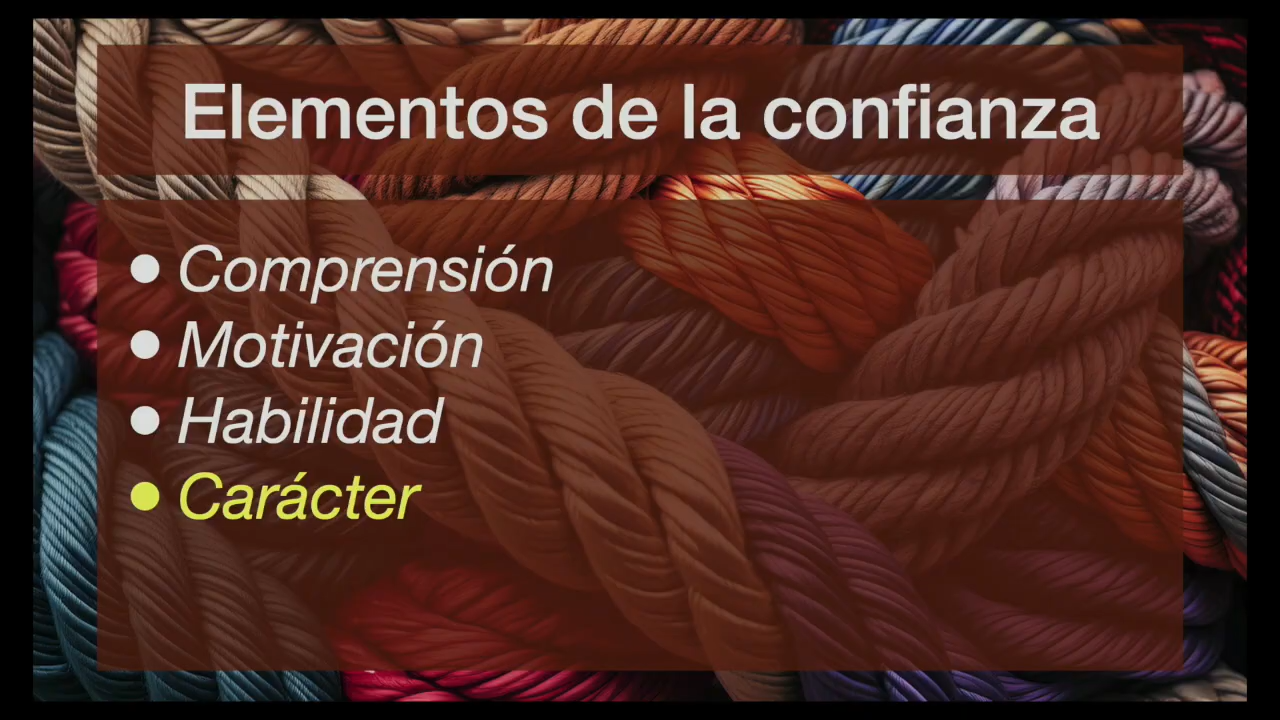 Elementos de la confianza
• Comprensión
• Motivación
• Habilidad
• Carácter